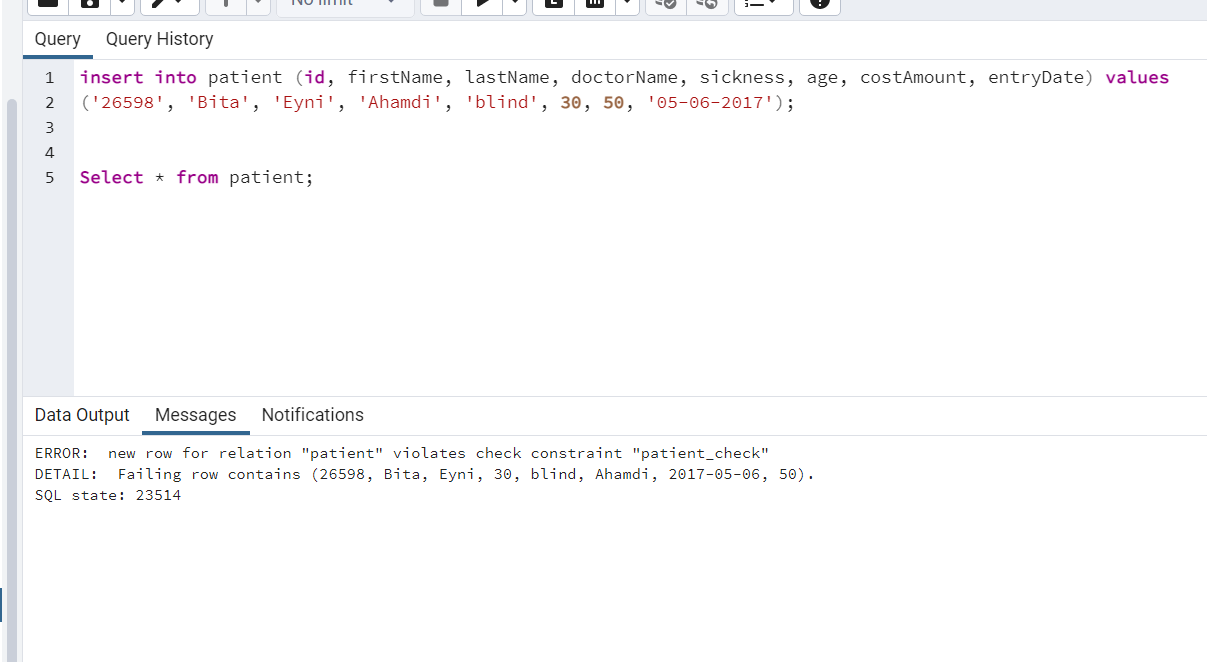 No limit
Query Query History
1 insert into patient (id, firstName, lastName, doctorName, sickness, age, costAmount, entryDate) values
2 ('26598', 'Bita', 'Eyni', 'Ahamdi', 'blind', 30, 50, '05-06-2017');
3
4
5 Select * from patient;
Data Output Messages Notifications
ERROR:  new row for relation "patient" violates check constraint "patient_check"
DETAIL:  Failing row contains (26598, Bita, Eyni, 30, blind, Ahamdi, 2017-05-06, 50).
SQL state: 23514